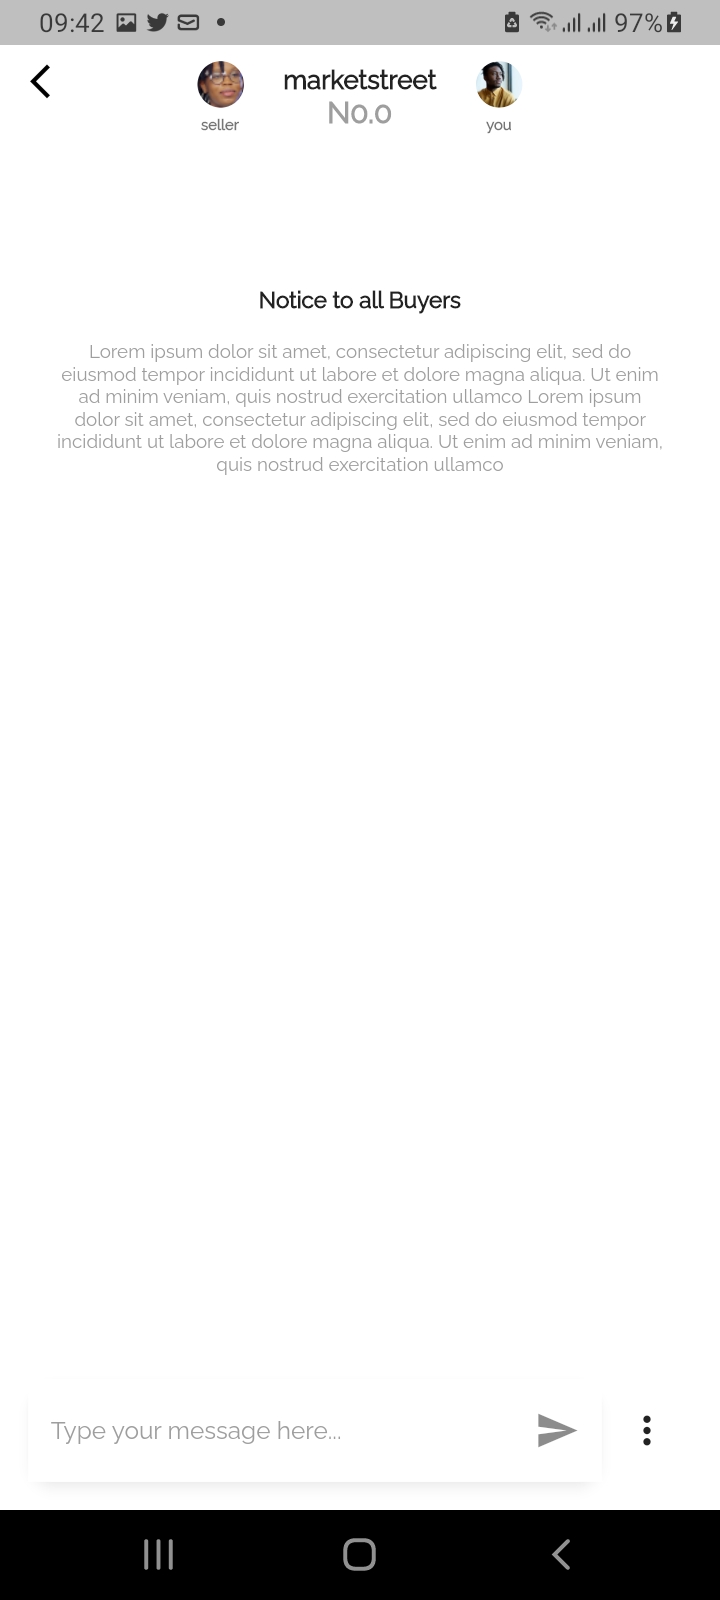 09:42
97%
marketstreet
N0.0
seller
you
Notice to all Buyers
Lorem ipsum dolor sit amet, consectetur adipiscing elit, sed do
eiusmod tempor incididunt ut labore et dolore magna aliqua. Ut enim
ad minim veniam, quis nostrud exercitation ullamco Lorem ipsum
dolor sit amet, consectetur adipiscing elit, sed do eiusmod tempor
incididunt ut labore et dolore magna aliqua. Ut enim ad minim veniam,
quis nostrud exercitation ullamco
Type your message here...